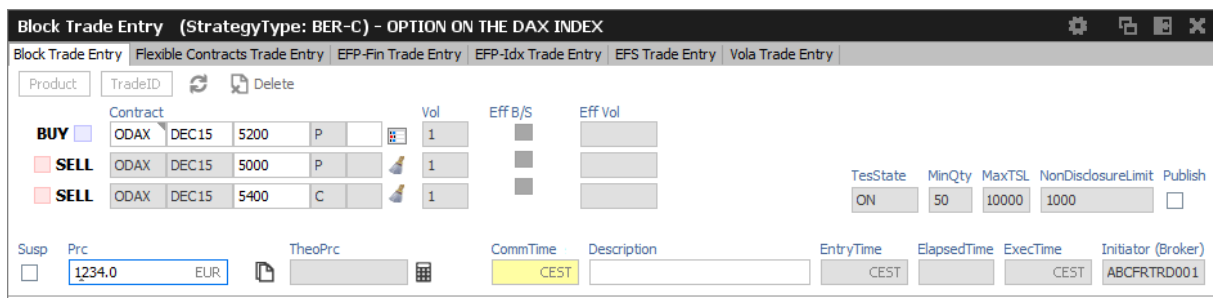 Block Trade Entry (StrategyType: BER-C) - OPTION ON THE DAX INDEX
Block Trade Entry Flexible Contracts Trade Entry EFP-Fin Trade Entry EFP-Idx Trade Entry EFS Trade Entry Vola Trade Entry
Product TradeID Delete
Contract Vol Eff B/S Eff Vol
BUY ODAX DEC15 5200 P 1
SELL ODAX DEC15 5000 P 1
TesState MinQty MaxTSL NonDisclosureLimit Publish
SELL ODAX DEC15 5400 C 1 ON 50 10000 1000
Susp Prc TheoPrc CommTime Description EntryTime ElapsedTime ExecTime Initiator (Broker)
1234.0 EUR CEST CEST CEST ABCFRTRD001